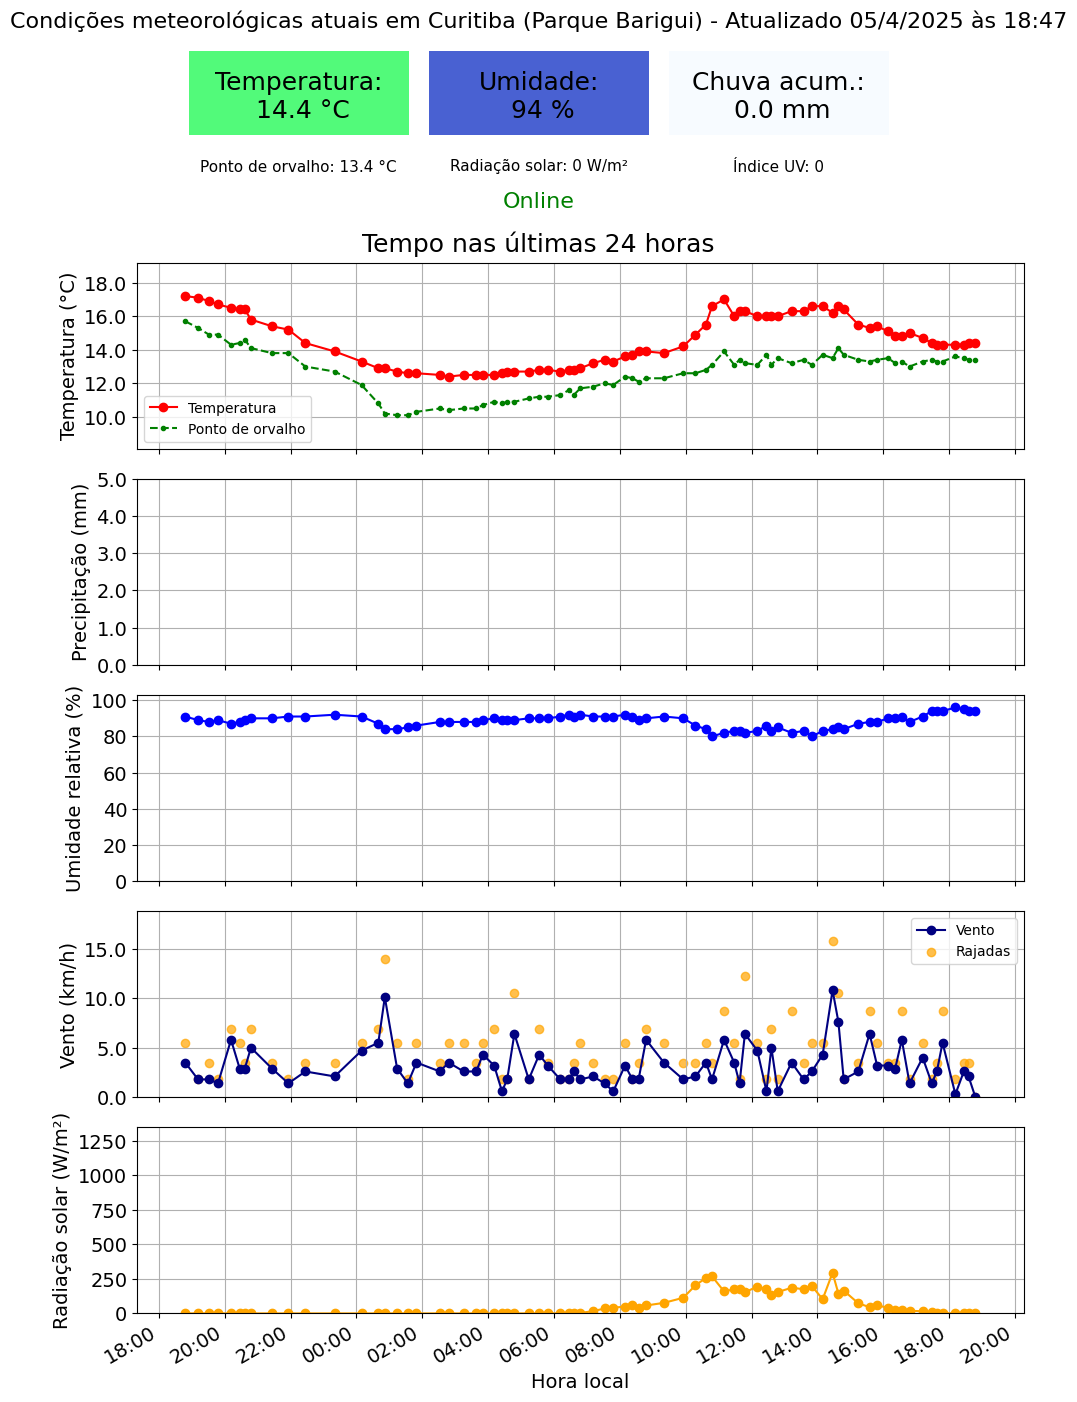 Condições meteorológicas atuais em Curitiba (Parque Barigui) - Atualizado 05/4/2025 às 18:47
Temperatura:
14.4 °C
Umidade:
94 %
Chuva acum.:
0.0 mm
Ponto de orvalho: 13.4 °C
Radiação solar: 0 W/m²
Índice UV: 0
Online
Tempo nas últimas 24 horas
Temperatura (°C)
18.0
16.0
14.0
12.0
10.0
Temperatura
Ponto de orvalho
Precipitação (mm)
5.0
4.0
3.0
2.0
1.0
0.0
Umidade relativa (%)
100
80
60
40
20
0
Vento (km/h)
15.0
10.0
5.0
0.0
Vento
Rajadas
Radiação solar (W/m²)
1250
1000
750
500
250
0
18:00
20:00
22:00
00:00
02:00
04:00
06:00
08:00
10:00
12:00
14:00
16:00
18:00
20:00
Hora local